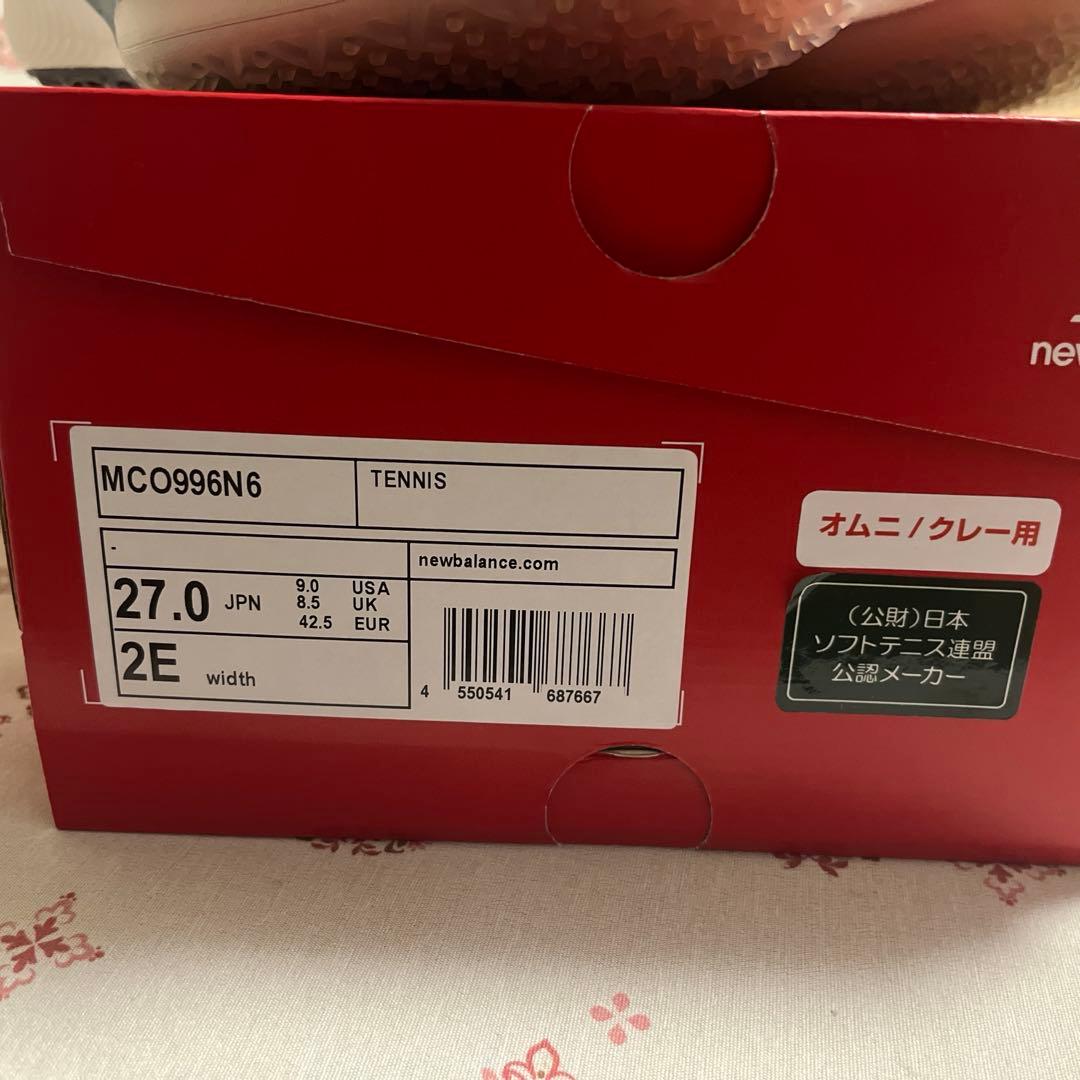 new
MCO996N6
TENNIS
-
newbalance.com
27.0 JPN
9.0 USA
8.5 UK
42.5 EUR
2E width
4 550541 687667
オムニ/クレー用
(公財)日本
ソフトテニス連盟
公認メーカー